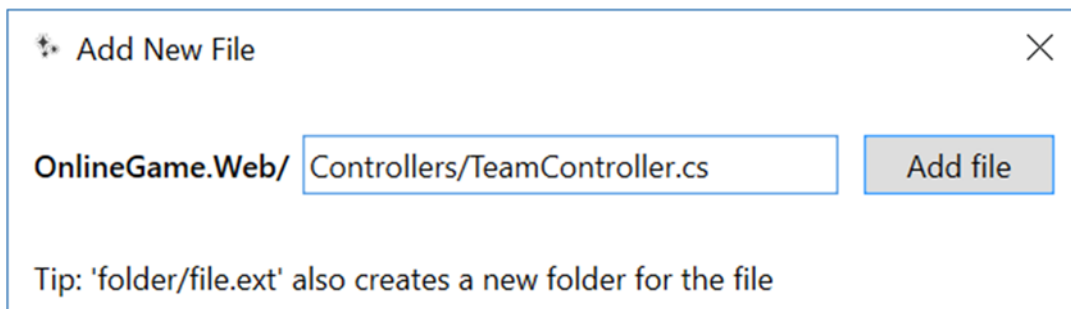 Add New File
OnlineGame.Web/ Controllers/TeamController.cs Add file
Tip: 'folder/file.ext' also creates a new folder for the file